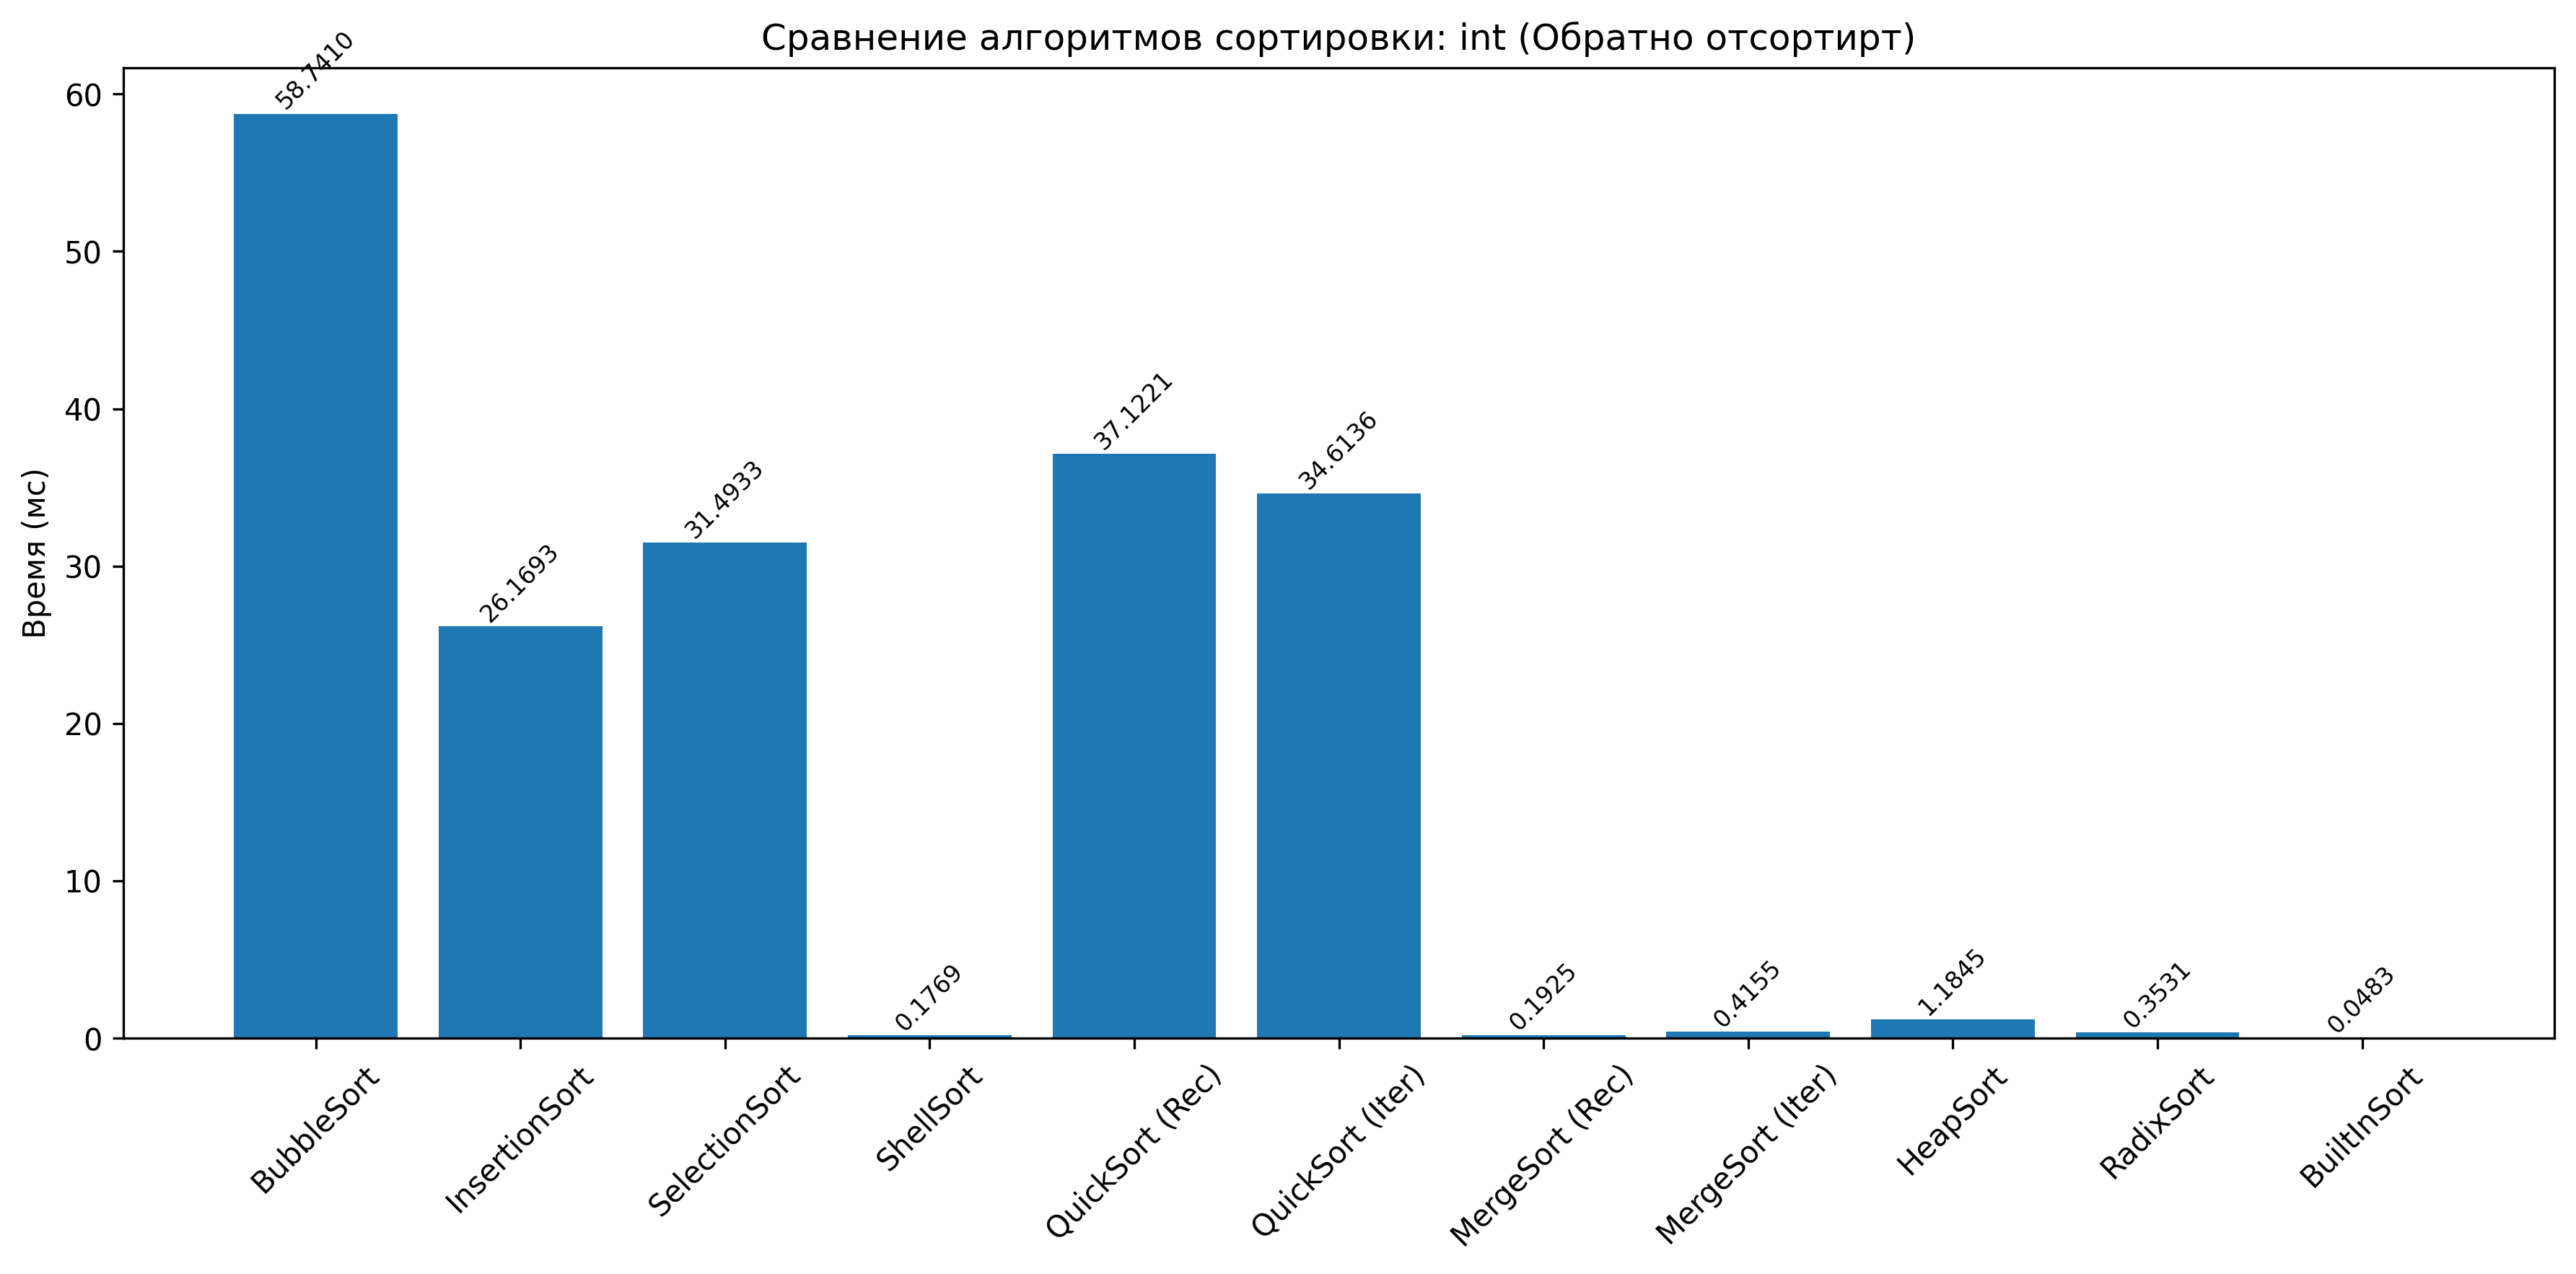 Сравнение алгоритмов сортировки: int (Обратно отсортирт)
Время (мс)
60
50
40
30
20
10
0
58.7410
26.1693
31.4933
0.1769
37.1221
34.6136
0.1925
0.4155
1.1845
0.3531
0.0483
BubbleSort
InsertionSort
SelectionSort
ShellSort
QuickSort (Rec)
QuickSort (Iter)
MergeSort (Rec)
MergeSort (Iter)
HeapSort
RadixSort
BuiltInSort